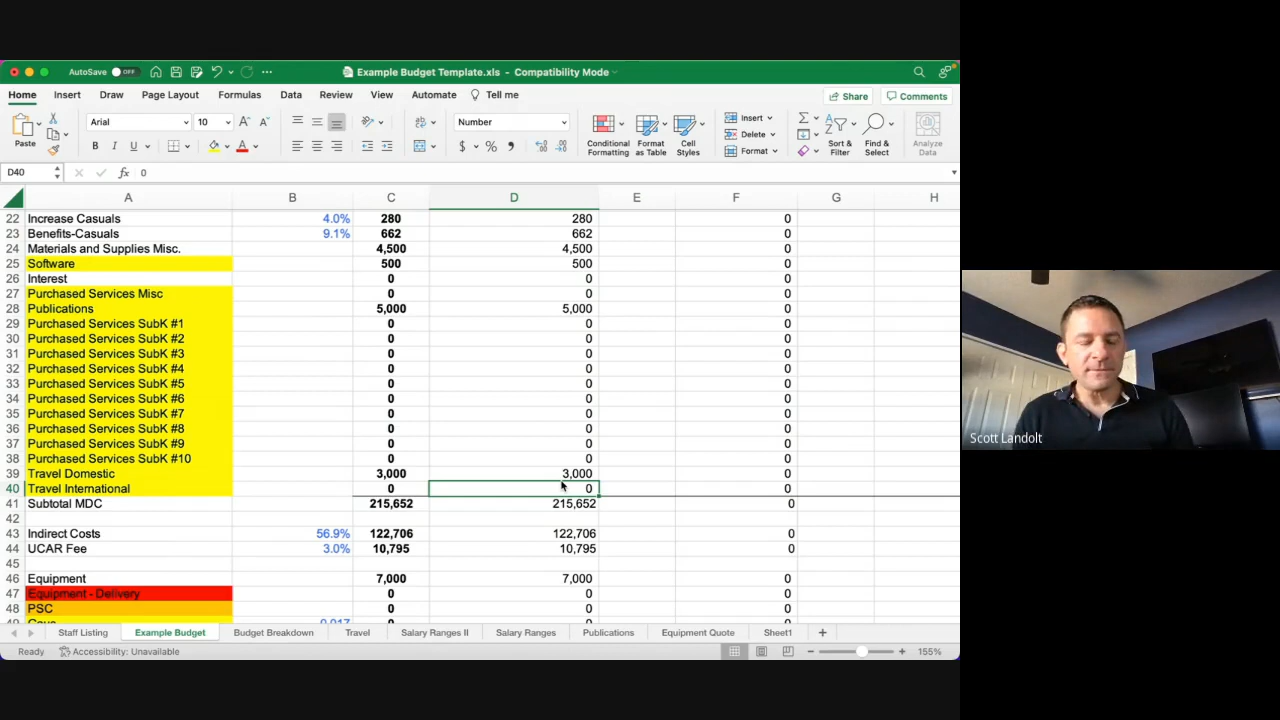 AutoSave OFF Example Budget Template.xls - Compatibility Mode
Home Insert Draw Page Layout Formulas Data Review View Automate Tell me Share Comments
Paste Arial 10 A A Number Conditional Formatting Format as Table Cell Styles Insert Delete Format Sort & Filter Find & Select Analyze Data
B I U A $ % ,
D40 fx 0
A B C D E F G H
22 Increase Casuals 4.0% 280 280 0
23 Benefits-Casuals 9.1% 662 662 0
24 Materials and Supplies Misc. 4,500 4,500 0
25 Software 500 500 0
26 Interest 0 0 0
27 Purchased Services Misc 0 0 0
28 Publications 5,000 5,000 0
29 Purchased Services SubK #1 0 0 0
30 Purchased Services SubK #2 0 0 0
31 Purchased Services SubK #3 0 0 0
32 Purchased Services SubK #4 0 0 0
33 Purchased Services SubK #5 0 0 0
34 Purchased Services SubK #6 0 0 0
35 Purchased Services SubK #7 0 0 0
36 Purchased Services SubK #8 0 0 0
37 Purchased Services SubK #9 0 0 0
38 Purchased Services SubK #10 0 0 0
39 Travel Domestic 3,000 3,000 0
40 Travel International 0 0 0
41 Subtotal MDC 215,652 215,652 0
42
43 Indirect Costs 56.9% 122,706 122,706 0
44 UCAR Fee 3.0% 10,795 10,795 0
45
46 Equipment 7,000 7,000 0
47 Equipment - Delivery 0 0 0
48 PSC 0 0 0
Staff Listing Example Budget Budget Breakdown Travel Salary Ranges II Salary Ranges Publications Equipment Quote Sheet1 +
Ready Accessibility: Unavailable 155%
Scott Landolt